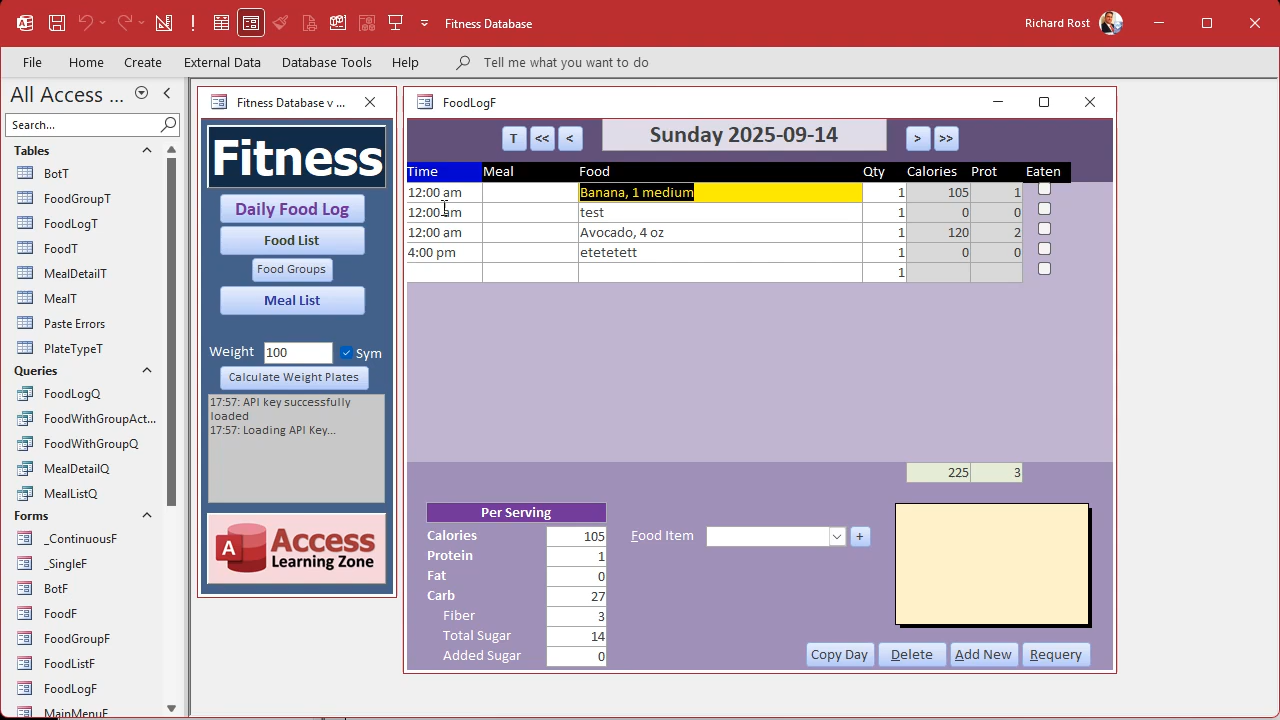 Fitness Database
Richard Rost
File
Home
Create
External Data
Database Tools
Help
Tell me what you want to do
All Access ...
Search...
Tables
BotT
FoodGroupT
FoodLogT
FoodT
MealDetailT
MealT
Paste Errors
PlateTypeT
Queries
FoodLogQ
FoodWithGroupAct...
FoodWithGroupQ
MealDetailQ
MealListQ
Forms
_ContinuousF
_SingleF
BotF
FoodF
FoodGroupF
FoodListF
FoodLogF
MainMenuF
Fitness Database v ...
Fitness
Daily Food Log
Food List
Food Groups
Meal List
Weight 100 Sym
Calculate Weight Plates
17:57: API key successfully
loaded
17:57: Loading API Key...
A Access
Learning Zone
FoodLogF
T << < Sunday 2025-09-14 > >>
Time Meal Food Qty Calories Prot Eaten
12:00 am Banana, 1 medium 1 105 1
12:00 am test 1 0 0
12:00 am Avocado, 4 oz 1 120 2
4:00 pm etetetett 1 0 0
1
225 3
Per Serving
Calories 105
Protein 1
Fat 0
Carb 27
Fiber 3
Total Sugar 14
Added Sugar 0
Food Item +
Copy Day Delete Add New Requery